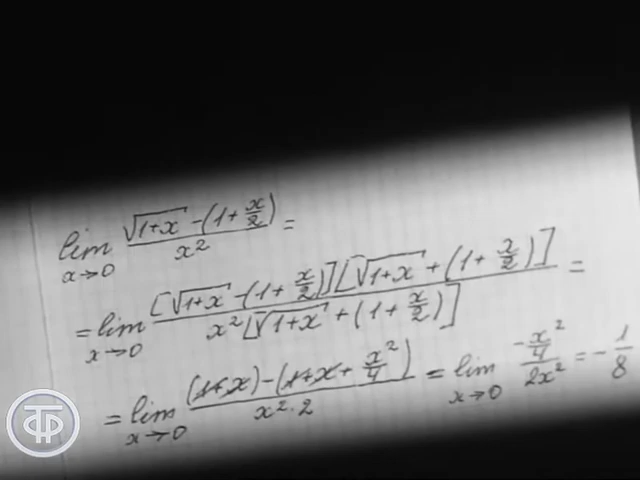 lim x→0 (√(1+x) - (1 + x/2)) / x² =
= lim x→0 ([√(1+x) - (1 + x/2)][√(1+x) + (1 + x/2)]) / (x²[√(1+x) + (1 + x/2)]) =
= lim x→0 ((1+x) - (1+x + x²/4)) / (x²·2) = lim x→0 (-x²/4) / (2x²) = -1/8